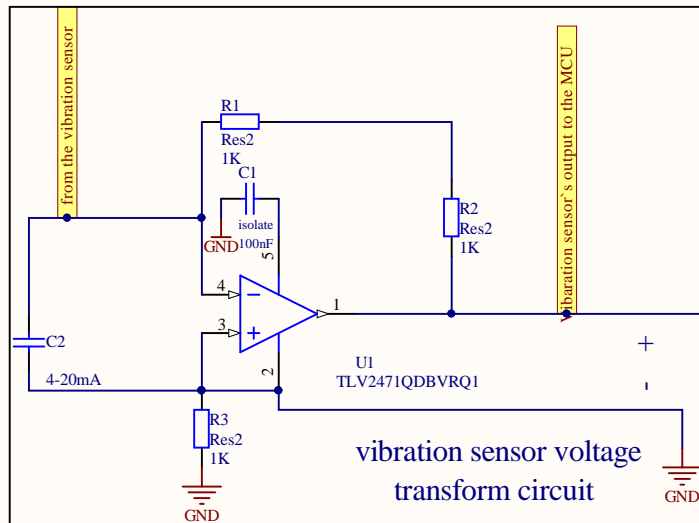 from the vibration sensor
Vibaration sensor`s output to the MCU
R1
Res2
1K
C1
isolate
100nF
GND
R2
Res2
1K
5
4
3
1
2
C2
4-20mA
U1
TLV2471QDBVRQ1
+
-
R3
Res2
1K
GND
vibration sensor voltage
transform circuit
GND